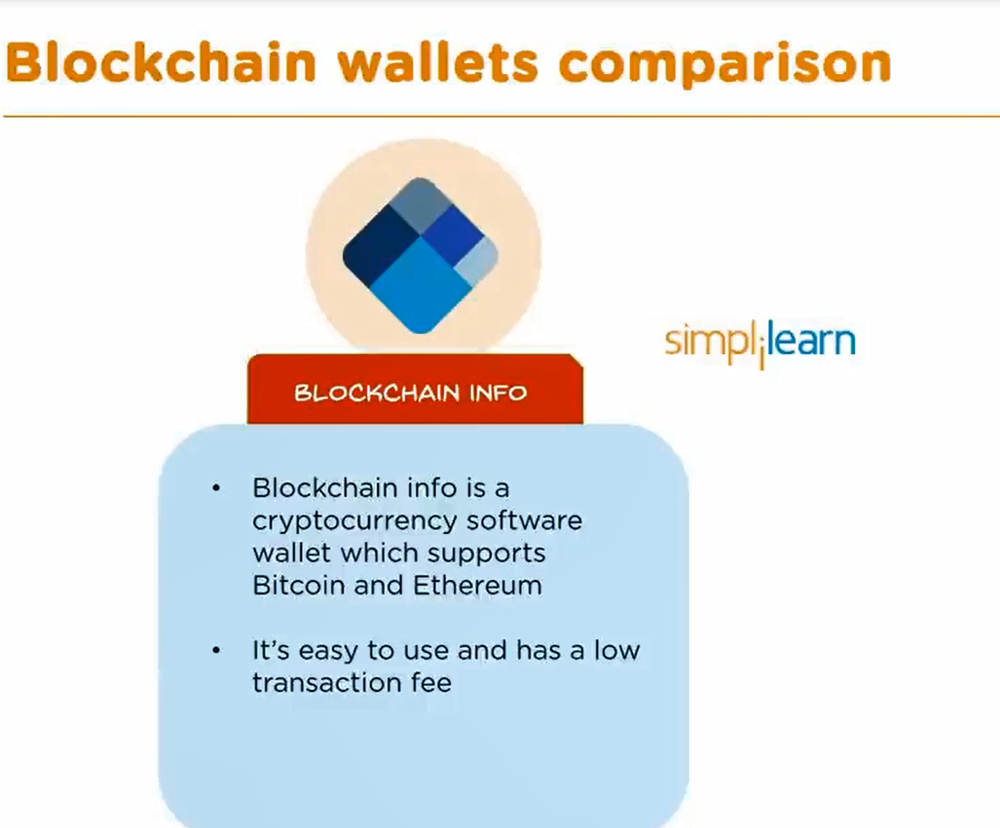 Blockchain wallets comparison
simplilearn
BLOCKCHAIN INFO
• Blockchain info is a
cryptocurrency software
wallet which supports
Bitcoin and Ethereum
• It's easy to use and has a low
transaction fee